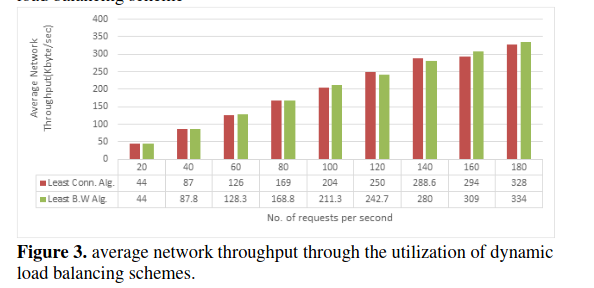 400
350
300
250
200
150
100
50
0
Average Network
Throughput(Kbyte/sec)
20 40 60 80 100 120 140 160 180
Least Conn. Alg. 44 87 126 169 204 250 288.6 294 328
Least B.W Alg. 44 87.8 128.3 168.8 211.3 242.7 280 309 334
No. of requests per second
Figure 3. average network throughput through the utilization of dynamic
load balancing schemes.